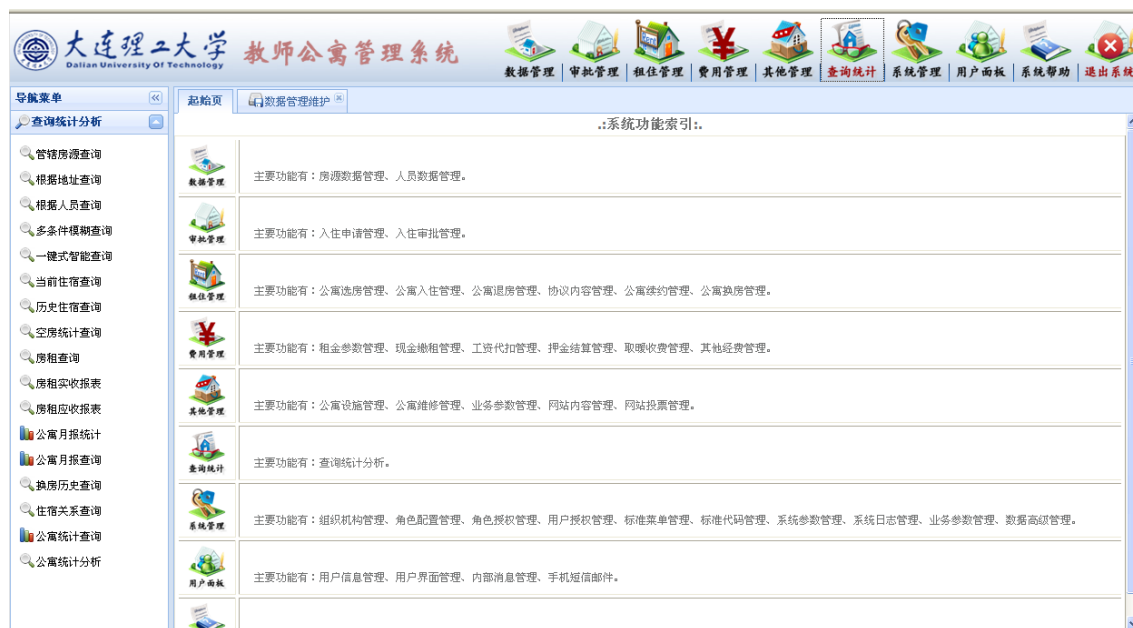 大连理工大学 教师公寓管理系统
Dalian University Of Technology
数据管理 审批管理 租住管理 费用管理 其他管理 查询统计 系统管理 用户面板 系统帮助 退出系统
导航菜单
查询统计分析
管辖房源查询
根据地址查询
根据人员查询
多条件模糊查询
一键式智能查询
当前住宿查询
历史住宿查询
空房统计查询
房租查询
房租实收报表
房租应收报表
公寓月报统计
公寓月报查询
换房历史查询
住宿关系查询
公寓统计查询
公寓统计分析
起始页 数据管理维护
.:系统功能索引:.
数据管理 主要功能有：房源数据管理、人员数据管理。
审批管理 主要功能有：入住申请管理、入住审批管理。
租住管理 主要功能有：公寓选房管理、公寓入住管理、公寓退房管理、协议内容管理、公寓续约管理、公寓换房管理。
费用管理 主要功能有：租金参数管理、现金缴租管理、工资代扣管理、押金结算管理、取暖收费管理、其他经费管理。
其他管理 主要功能有：公寓设施管理、公寓维修管理、业务参数管理、网站内容管理、网站投票管理。
查询统计 主要功能有：查询统计分析。
系统管理 主要功能有：组织机构管理、角色配置管理、角色授权管理、用户授权管理、标准菜单管理、标准代码管理、系统参数管理、系统日志管理、业务参数管理、数据高级管理。
用户面板 主要功能有：用户信息管理、用户界面管理、内部消息管理、手机短信邮件。